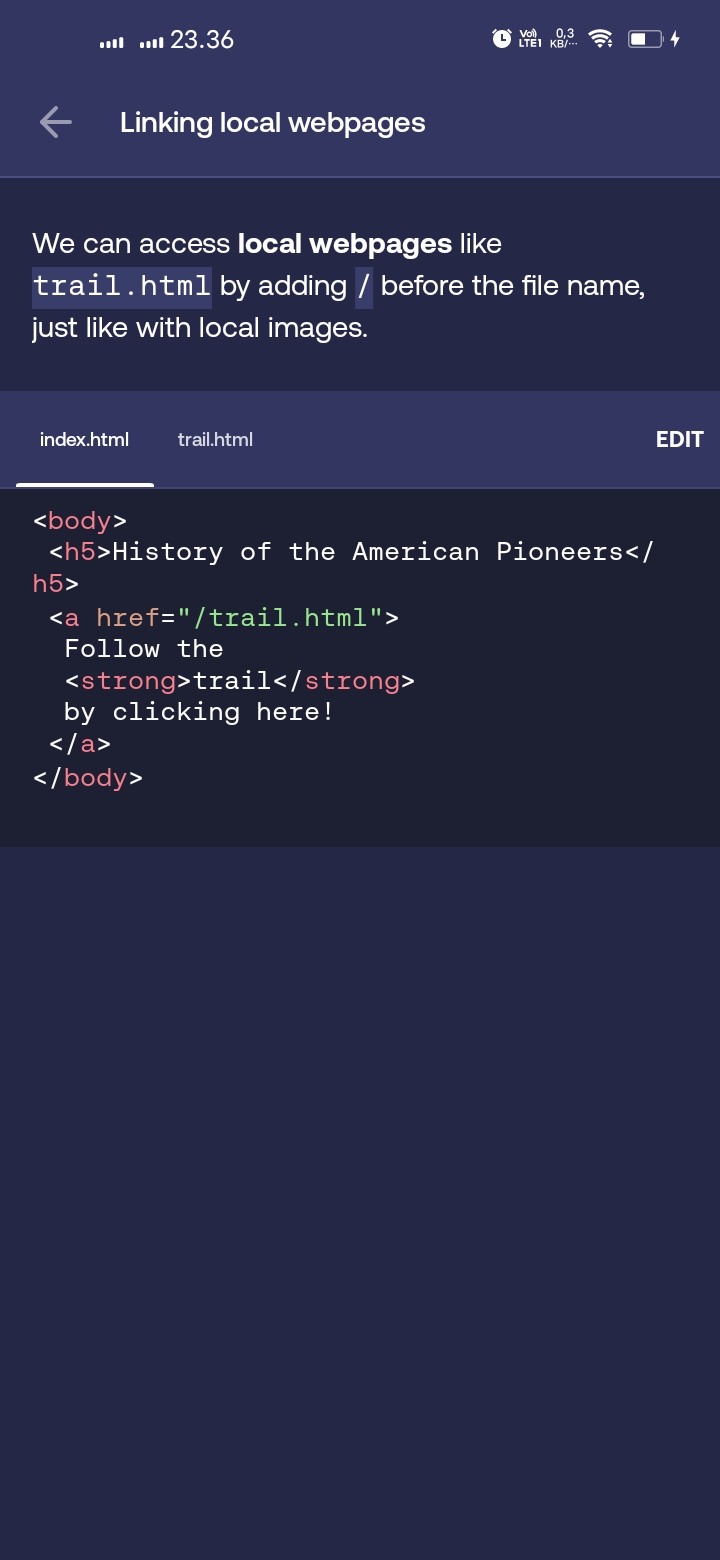 23.36
Vo))
LTE1
0,3
KB/...
Linking local webpages
We can access local webpages like
trail.html by adding / before the file name,
just like with local images.
index.html trail.html EDIT
<body>
<h5>History of the American Pioneers</
h5>
<a href="/trail.html">
Follow the
<strong>trail</strong>
by clicking here!
</a>
</body>